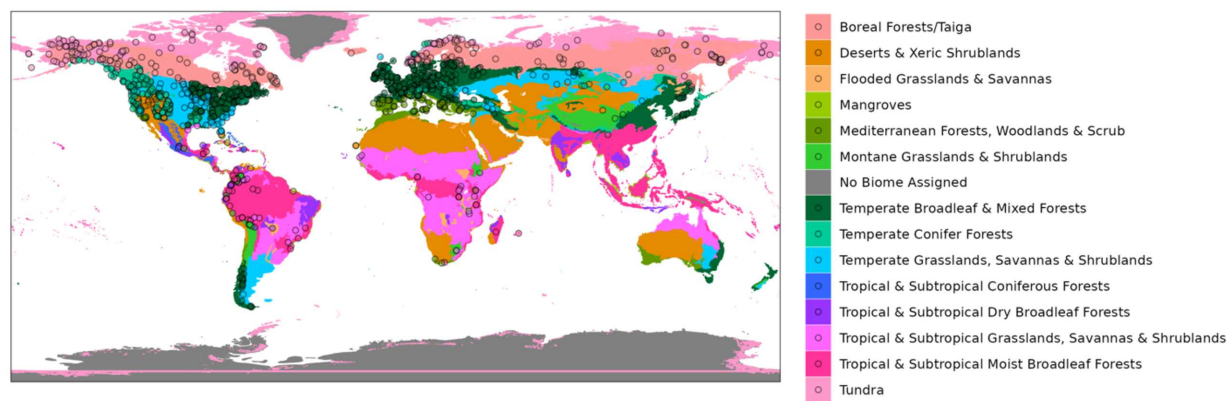 Boreal Forests/Taiga
Deserts & Xeric Shrublands
Flooded Grasslands & Savannas
Mangroves
Mediterranean Forests, Woodlands & Scrub
Montane Grasslands & Shrublands
No Biome Assigned
Temperate Broadleaf & Mixed Forests
Temperate Conifer Forests
Temperate Grasslands, Savannas & Shrublands
Tropical & Subtropical Coniferous Forests
Tropical & Subtropical Dry Broadleaf Forests
Tropical & Subtropical Grasslands, Savannas & Shrublands
Tropical & Subtropical Moist Broadleaf Forests
Tundra